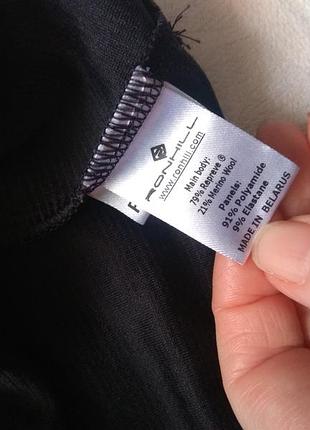 RONHILL
www.ronhill.com
Main body:
79% Repreve ®
21% Merino Wool
Panels:
91% Polyamide
9% Elastane
MADE IN BELARUS
F